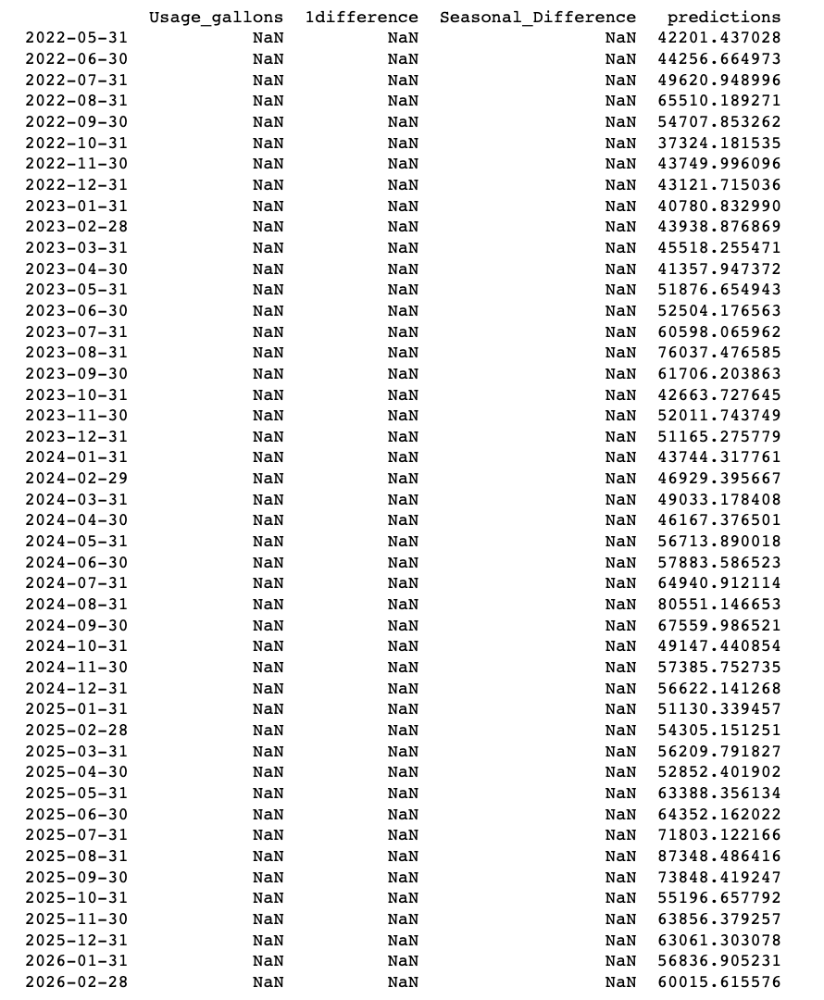 Usage_gallons 1difference Seasonal_Difference predictions
2022-05-31 NaN NaN NaN 42201.437028
2022-06-30 NaN NaN NaN 44256.664973
2022-07-31 NaN NaN NaN 49620.948996
2022-08-31 NaN NaN NaN 65510.189271
2022-09-30 NaN NaN NaN 54707.853262
2022-10-31 NaN NaN NaN 37324.181535
2022-11-30 NaN NaN NaN 43749.996096
2022-12-31 NaN NaN NaN 43121.715036
2023-01-31 NaN NaN NaN 40780.832990
2023-02-28 NaN NaN NaN 43938.876869
2023-03-31 NaN NaN NaN 45518.255471
2023-04-30 NaN NaN NaN 41357.947372
2023-05-31 NaN NaN NaN 51876.654943
2023-06-30 NaN NaN NaN 52504.176563
2023-07-31 NaN NaN NaN 60598.065962
2023-08-31 NaN NaN NaN 76037.476585
2023-09-30 NaN NaN NaN 61706.203863
2023-10-31 NaN NaN NaN 42663.727645
2023-11-30 NaN NaN NaN 52011.743749
2023-12-31 NaN NaN NaN 51165.275779
2024-01-31 NaN NaN NaN 43744.317761
2024-02-29 NaN NaN NaN 46929.395667
2024-03-31 NaN NaN NaN 49033.178408
2024-04-30 NaN NaN NaN 46167.376501
2024-05-31 NaN NaN NaN 56713.890018
2024-06-30 NaN NaN NaN 57883.586523
2024-07-31 NaN NaN NaN 64940.912114
2024-08-31 NaN NaN NaN 80551.146653
2024-09-30 NaN NaN NaN 67559.986521
2024-10-31 NaN NaN NaN 49147.440854
2024-11-30 NaN NaN NaN 57385.752735
2024-12-31 NaN NaN NaN 56622.141268
2025-01-31 NaN NaN NaN 51130.339457
2025-02-28 NaN NaN NaN 54305.151251
2025-03-31 NaN NaN NaN 56209.791827
2025-04-30 NaN NaN NaN 52852.401902
2025-05-31 NaN NaN NaN 63388.356134
2025-06-30 NaN NaN NaN 64352.162022
2025-07-31 NaN NaN NaN 71803.122166
2025-08-31 NaN NaN NaN 87348.486416
2025-09-30 NaN NaN NaN 73848.419247
2025-10-31 NaN NaN NaN 55196.657792
2025-11-30 NaN NaN NaN 63856.379257
2025-12-31 NaN NaN NaN 63061.303078
2026-01-31 NaN NaN NaN 56836.905231
2026-02-28 NaN NaN NaN 60015.615576